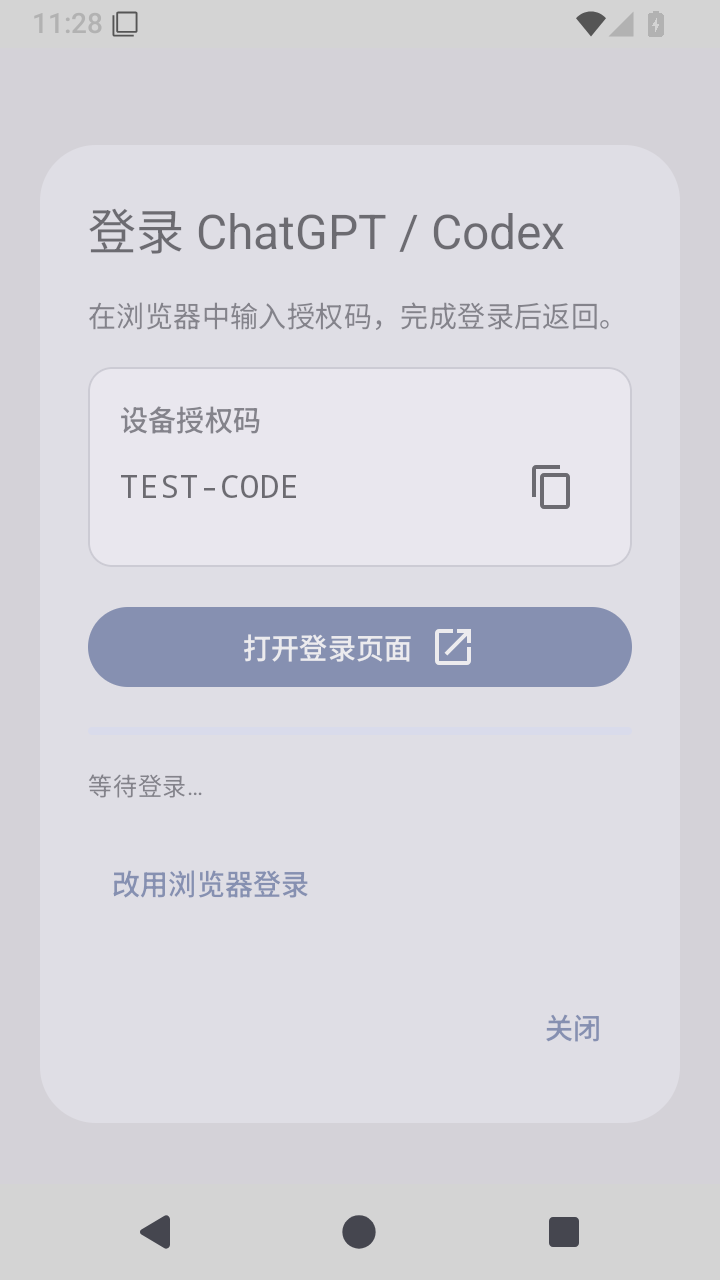 11:28
登录 ChatGPT / Codex
在浏览器中输入授权码，完成登录后返回。
设备授权码
TEST-CODE
打开登录页面
等待登录…
改用浏览器登录
关闭